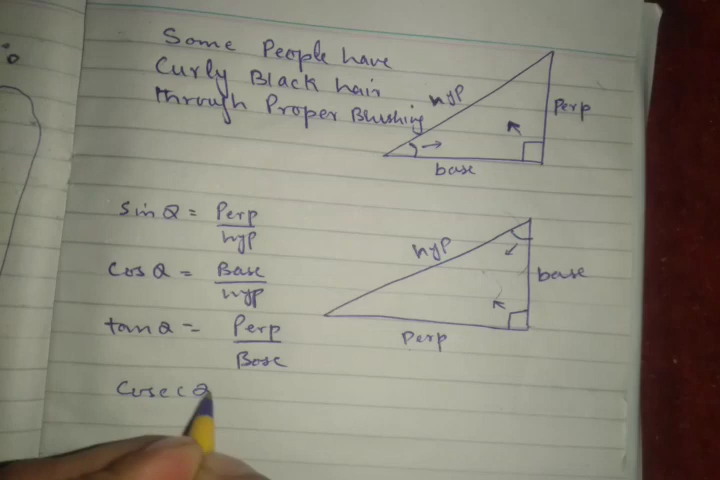 Some People have
Curly Black hair
through Proper Brushing
hyp
Perp
base
sin θ = Perp
hyp
cos θ = Base
hyp
tan θ = Perp
Base
cosec θ
hyp
base
Perp